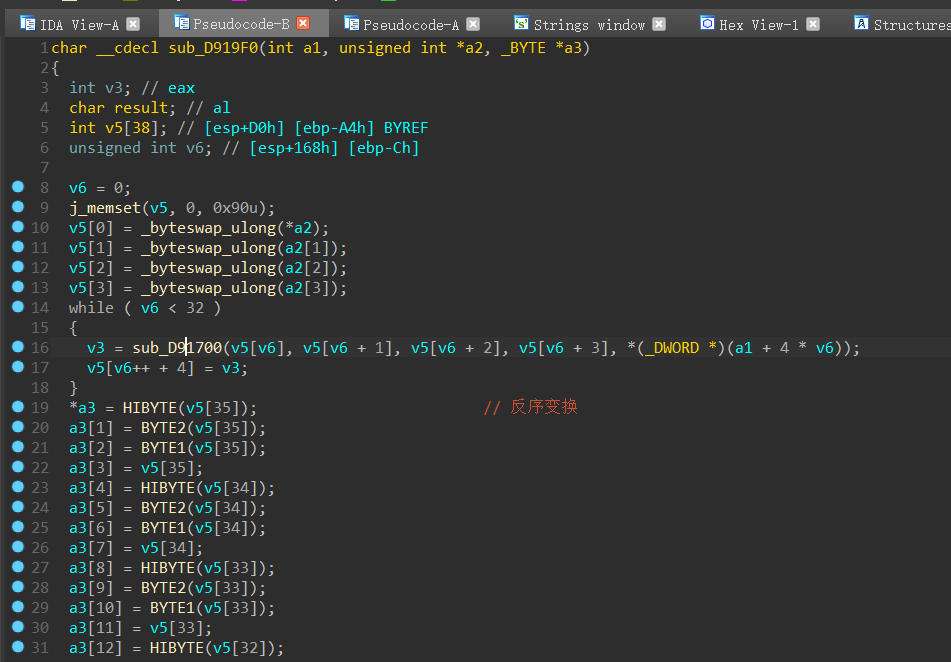 IDA View-A Pseudocode-B Pseudocode-A Strings window Hex View-1 Structures
1 char __cdecl sub_D919F0(int a1, unsigned int *a2, _BYTE *a3)
2 {
3 int v3; // eax
4 char result; // al
5 int v5[38]; // [esp+D0h] [ebp-A4h] BYREF
6 unsigned int v6; // [esp+168h] [ebp-Ch]
7
8 v6 = 0;
9 j_memset(v5, 0, 0x90u);
10 v5[0] = _byteswap_ulong(*a2);
11 v5[1] = _byteswap_ulong(a2[1]);
12 v5[2] = _byteswap_ulong(a2[2]);
13 v5[3] = _byteswap_ulong(a2[3]);
14 while ( v6 < 32 )
15 {
16 v3 = sub_D91700(v5[v6], v5[v6 + 1], v5[v6 + 2], v5[v6 + 3], *(_DWORD *)(a1 + 4 * v6));
17 v5[v6++ + 4] = v3;
18 }
19 *a3 = HIBYTE(v5[35]); // 反序变换
20 a3[1] = BYTE2(v5[35]);
21 a3[2] = BYTE1(v5[35]);
22 a3[3] = v5[35];
23 a3[4] = HIBYTE(v5[34]);
24 a3[5] = BYTE2(v5[34]);
25 a3[6] = BYTE1(v5[34]);
26 a3[7] = v5[34];
27 a3[8] = HIBYTE(v5[33]);
28 a3[9] = BYTE2(v5[33]);
29 a3[10] = BYTE1(v5[33]);
30 a3[11] = v5[33];
31 a3[12] = HIBYTE(v5[32]);